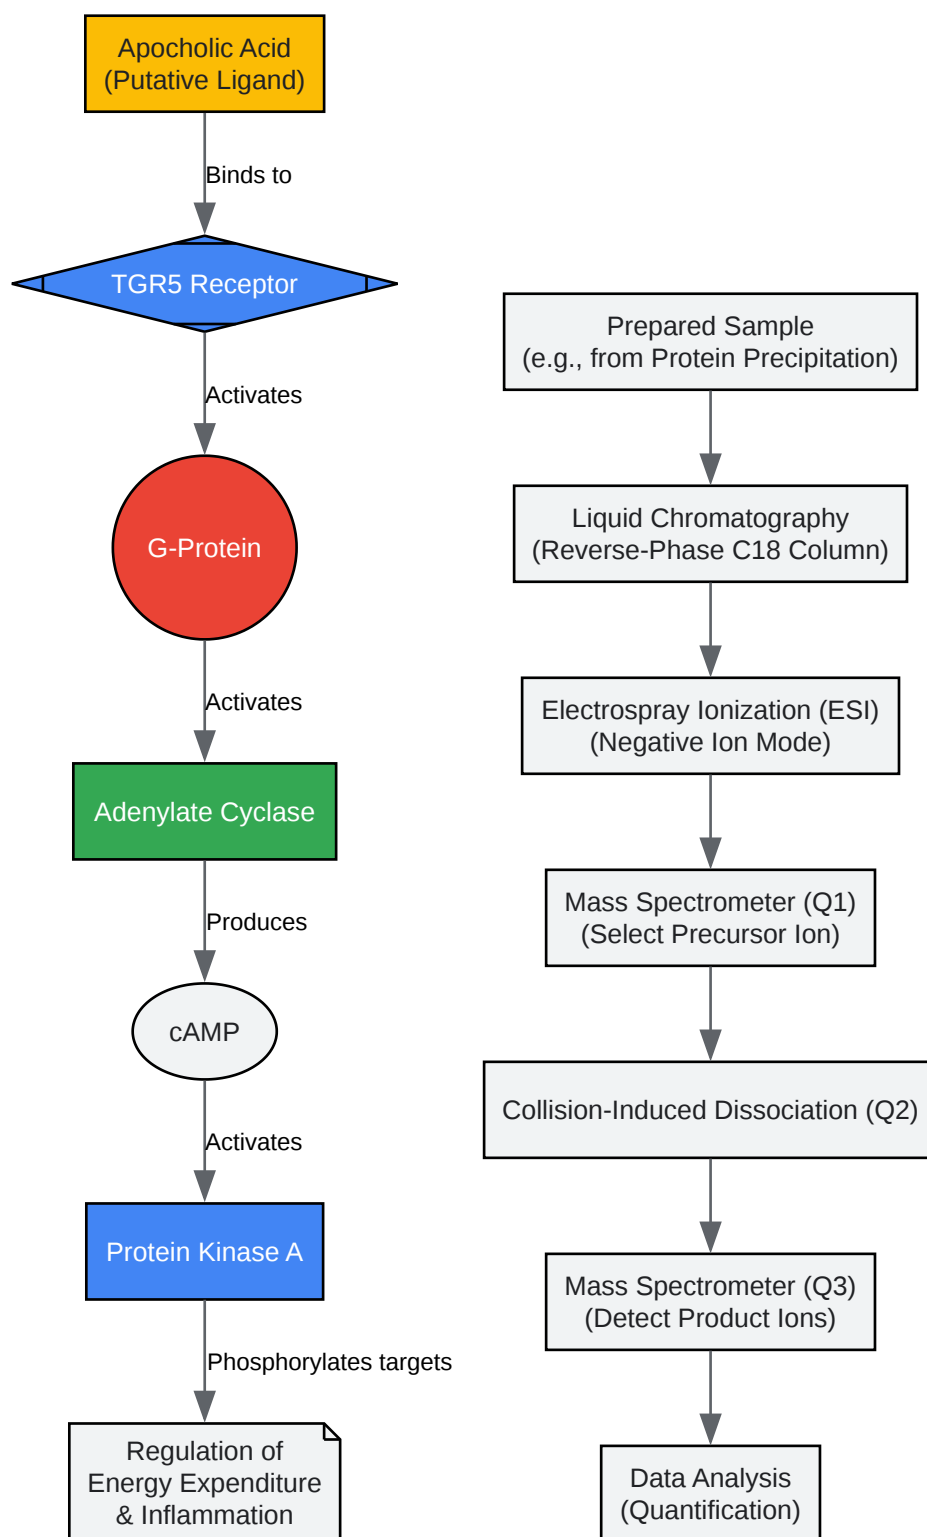 Apocholic Acid
(Putative Ligand)
Binds to
TGR5 Receptor
Activates
G-Protein
Activates
Adenylate Cyclase
Produces
cAMP
Activates
Protein Kinase A
Phosphorylates targets
Regulation of
Energy Expenditure
& Inflammation
Prepared Sample
(e.g., from Protein Precipitation)
Liquid Chromatography
(Reverse-Phase C18 Column)
Electrospray Ionization (ESI)
(Negative Ion Mode)
Mass Spectrometer (Q1)
(Select Precursor Ion)
Collision-Induced Dissociation (Q2)
Mass Spectrometer (Q3)
(Detect Product Ions)
Data Analysis
(Quantification)